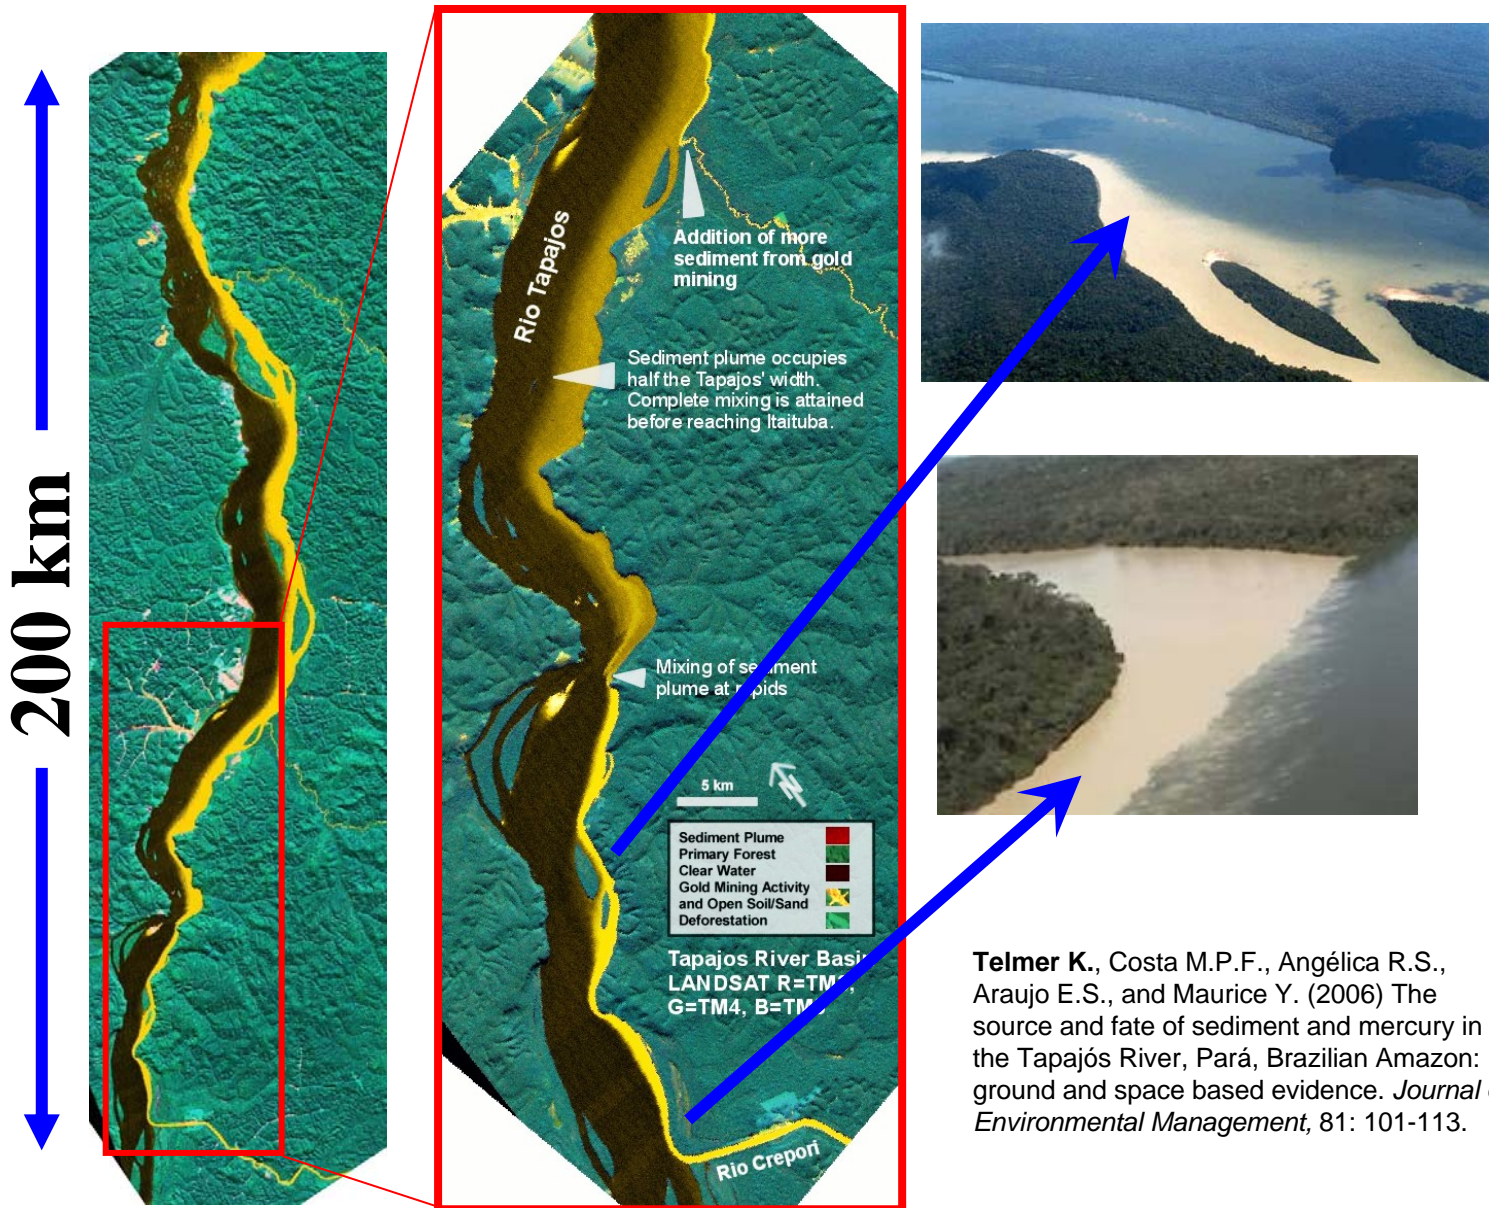 200 km
Rio Tapajos
Addition of more
sediment from gold
mining
Sediment plume occupies
half the Tapajos' width.
Complete mixing is attained
before reaching Itaituba.
Mixing of sediment
plume at rapids
N
5 km
Sediment Plume
Primary Forest
Clear Water
Gold Mining Activity
and Open Soil/Sand
Deforestation
Tapajos River Basin
LANDSAT R=
G=TM4, B=
Rio Crepori
Telmer K., Costa M.P.F., Angélica R.S.,
Araujo E.S., and Maurice Y. (2006) The
source and fate of sediment and mercury in
the Tapajós River, Pará, Brazilian Amazon:
ground and space based evidence. Journal
Environmental Management, 81: 101-113.